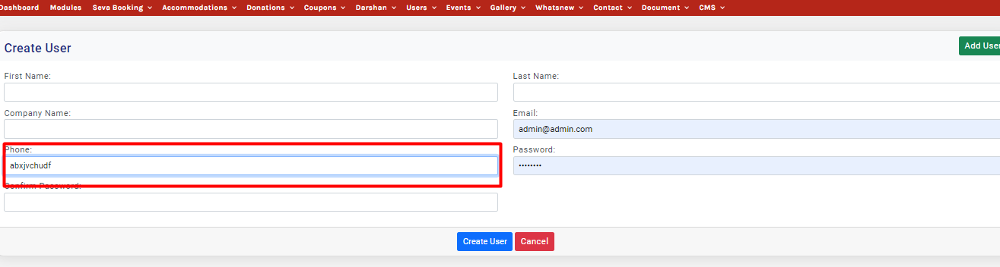 Dashboard Modules Seva Booking Accommodations Donations Coupons Darshan Users Events Gallery Whatsnew Contact Document CMS
Create User Add User
First Name: Last Name:
Company Name: Email:
admin@admin.com
Phone: Password:
abxjvchudf ••••••••
Confirm Password:
Create User Cancel